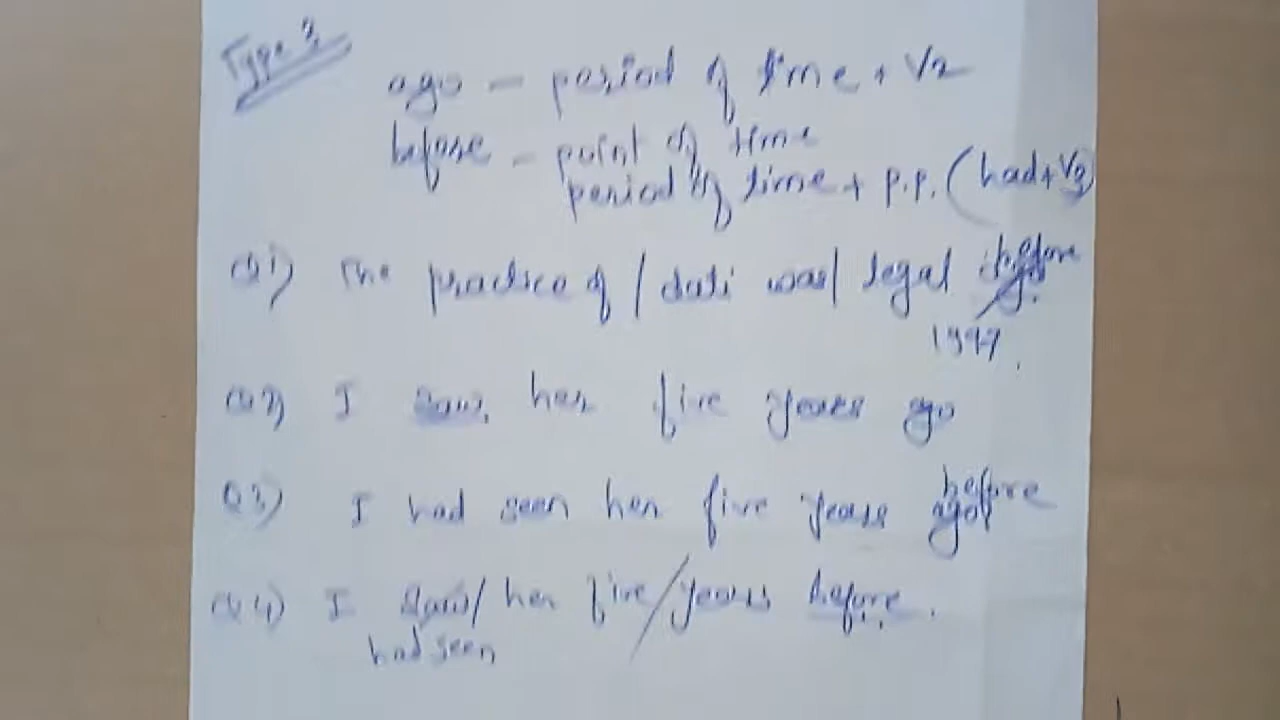 Type 3
ago - period of time + V2
before - point of time
period of time + p.p. (had + V3)
Q1) The practice of / sati was / legal ago before
1997.
Q2) I saw her five years ago
Q3) I had seen her five years ago before
Q4) I saw / her five / years before.
had seen